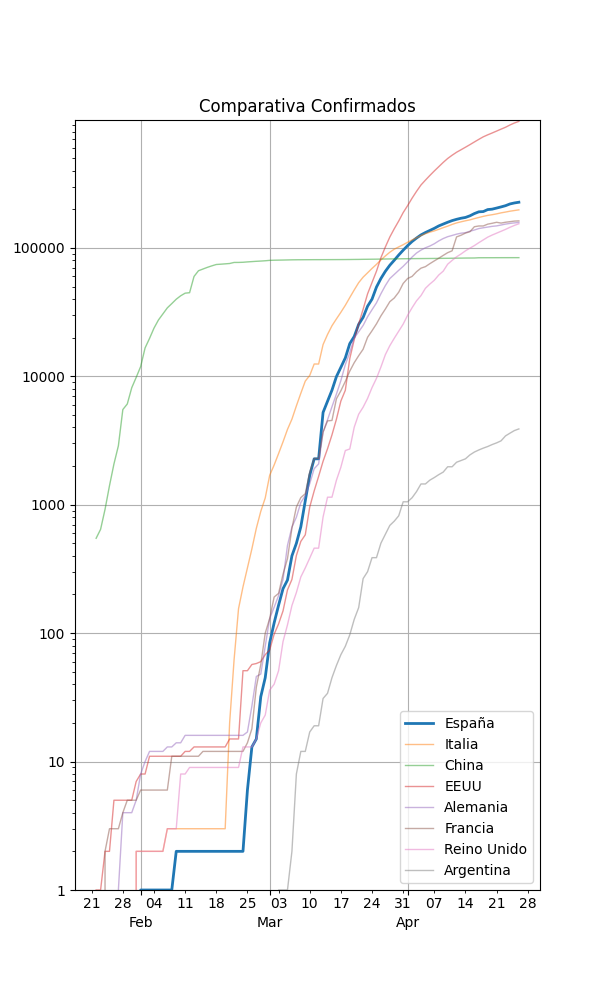 Comparativa Confirmados
100000
10000
1000
100
10
1
España
Italia
China
EEUU
Alemania
Francia
Reino Unido
Argentina
21 28 04 11 18 25 03 10 17 24 31 07 14 21 28
Feb Mar Apr